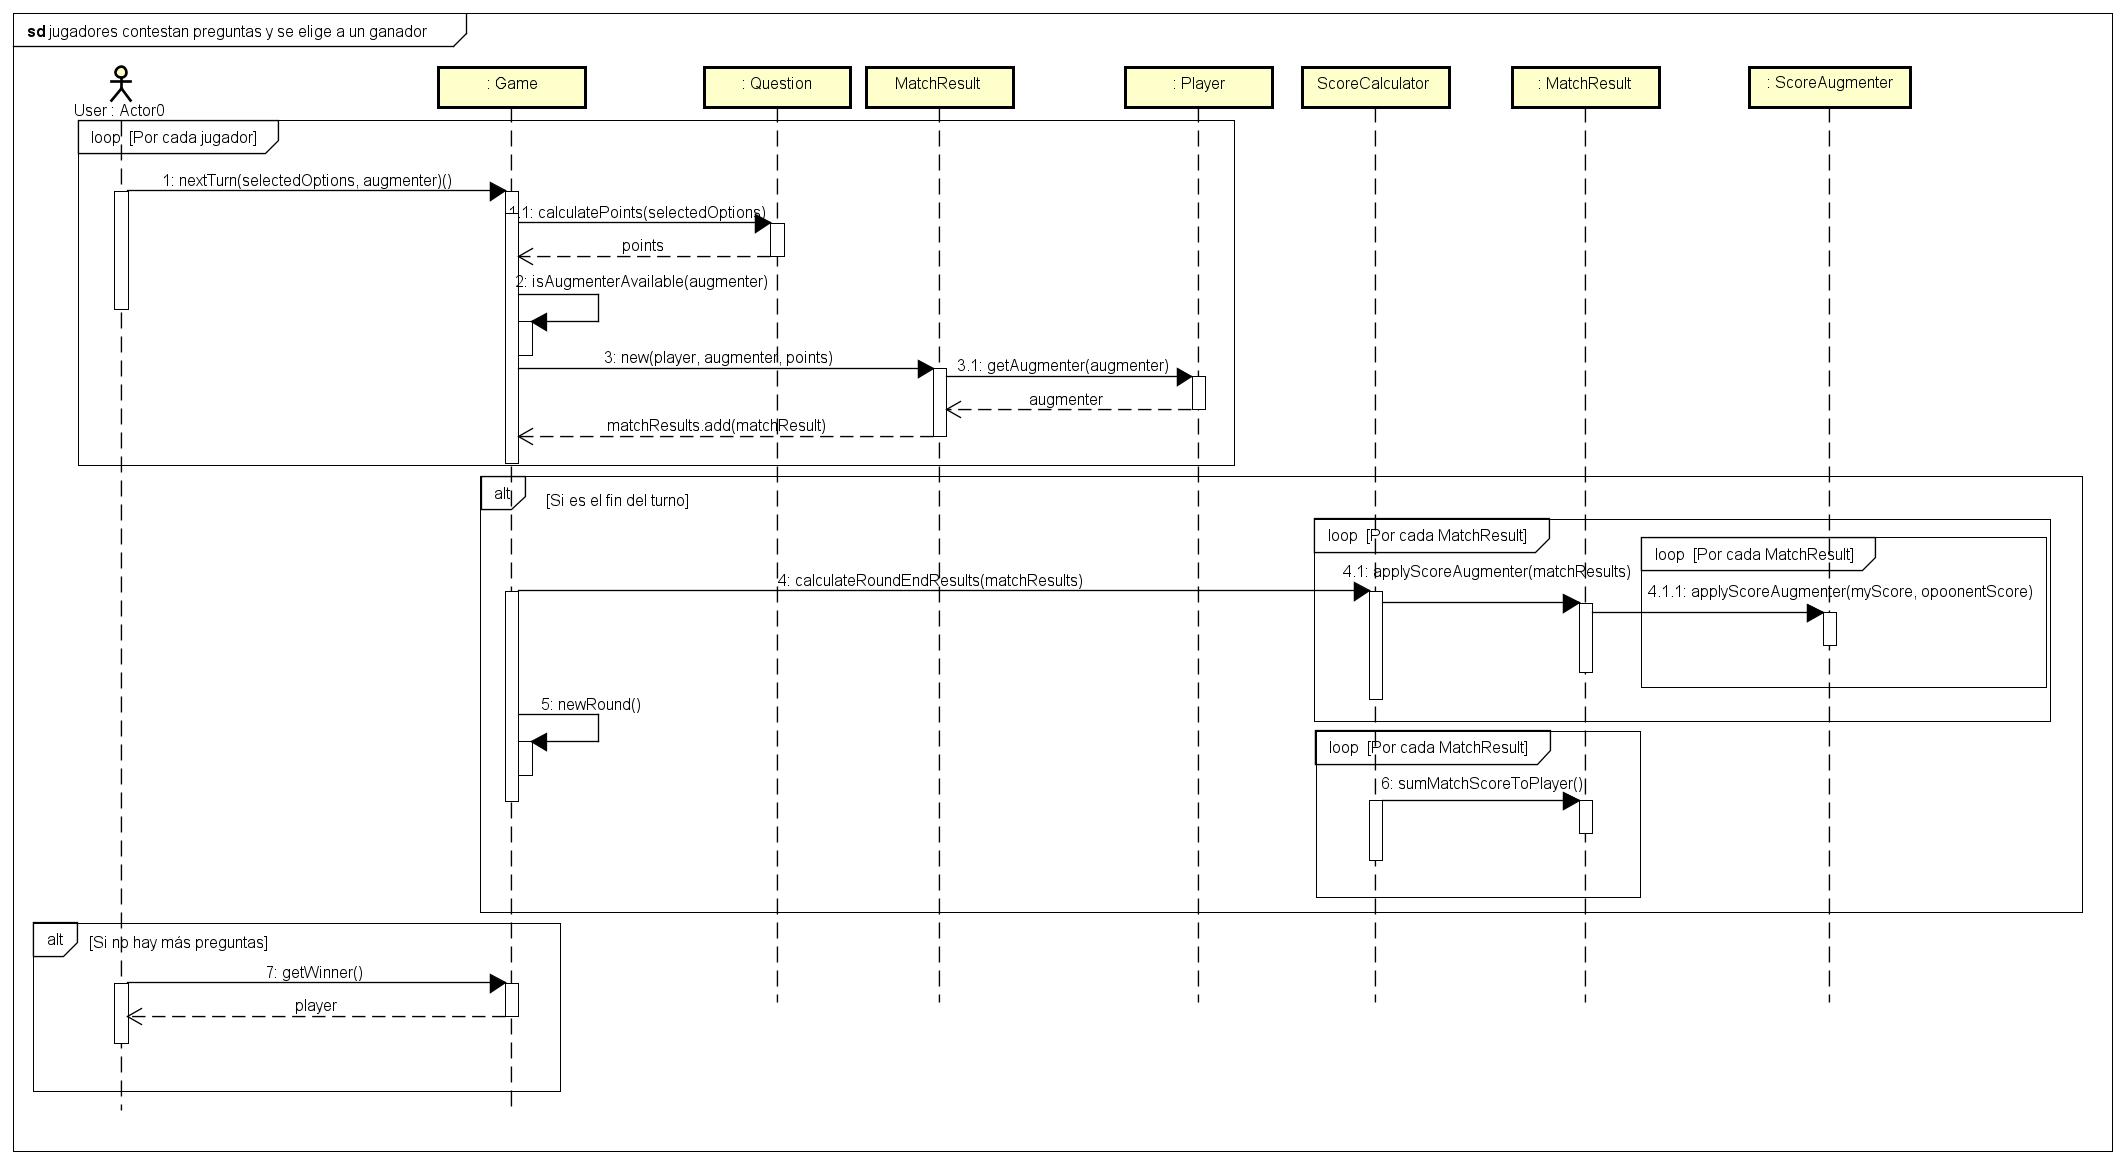 sd jugadores contestan preguntas y se elige a un ganador
User : Actor0
: Game
: Question
MatchResult
: Player
ScoreCalculator
: MatchResult
: ScoreAugmenter
loop [Por cada jugador]
1: nextTurn(selectedOptions, augmenter)()
1.1: calculatePoints(selectedOptions)
points
2: isAugmenterAvailable(augmenter)
3: new(player, augmenter, points)
3.1: getAugmenter(augmenter)
augmenter
matchResults.add(matchResult)
alt [Si es el fin del turno]
loop [Por cada MatchResult]
loop [Por cada MatchResult]
4: calculateRoundEndResults(matchResults)
4.1: applyScoreAugmenter(matchResults)
4.1.1: applyScoreAugmenter(myScore, opoonentScore)
5: newRound()
loop [Por cada MatchResult]
6: sumMatchScoreToPlayer()
alt [Si no hay más preguntas]
7: getWinner()
player